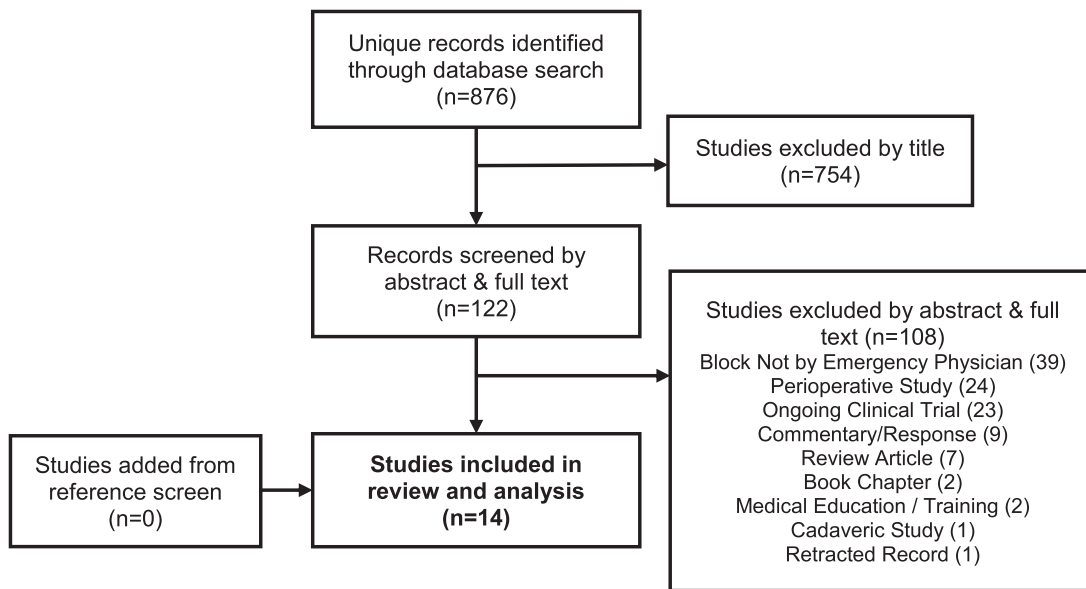 Unique records identified
through database search
(n=876)
Studies excluded by title
(n=754)
Records screened by
abstract & full text
(n=122)
Studies excluded by abstract & full
text (n=108)
Block Not by Emergency Physician (39)
Perioperative Study (24)
Ongoing Clinical Trial (23)
Commentary/Response (9)
Review Article (7)
Book Chapter (2)
Medical Education / Training (2)
Cadaveric Study (1)
Retracted Record (1)
Studies added from
reference screen
(n=0)
Studies included in
review and analysis
(n=14)